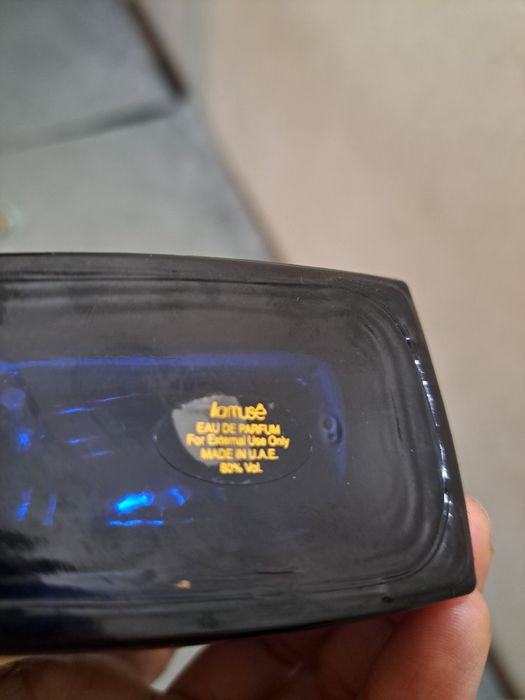 lamusê
EAU DE PARFUM
For External Use Only
MADE IN U.A.E.
80% Vol.